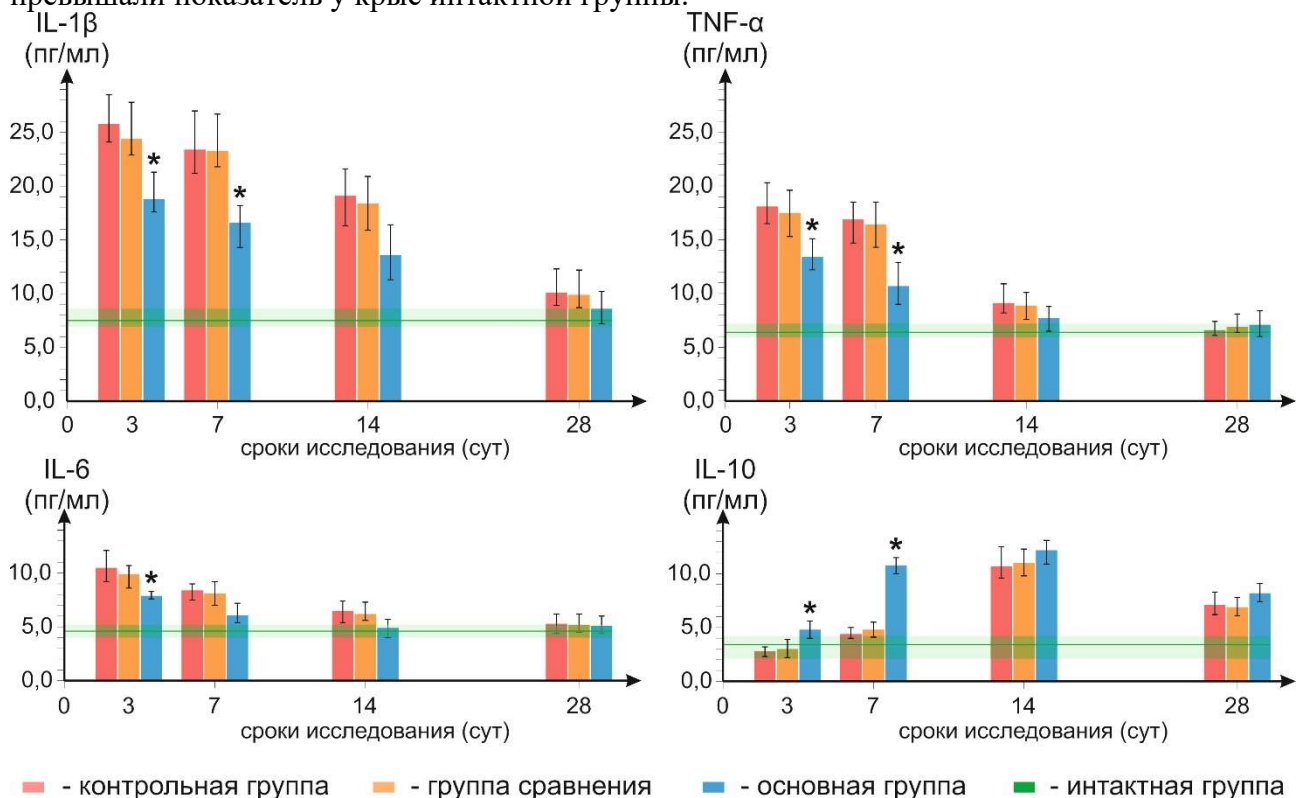 превышали показатель у крыс интактной группы.
IL-1β
(пг/мл)
25,0
20,0
15,0
10,0
5,0
0,0
* *
0 3 7 14 28
сроки исследования (сут)
TNF-α
(пг/мл)
25,0
20,0
15,0
10,0
5,0
0,0
* *
0 3 7 14 28
сроки исследования (сут)
IL-6
(пг/мл)
10,0
5,0
0,0
*
0 3 7 14 28
сроки исследования (сут)
IL-10
(пг/мл)
10,0
5,0
0,0
* *
0 3 7 14 28
сроки исследования (сут)
- контрольная группа - группа сравнения - основная группа - интактная группа